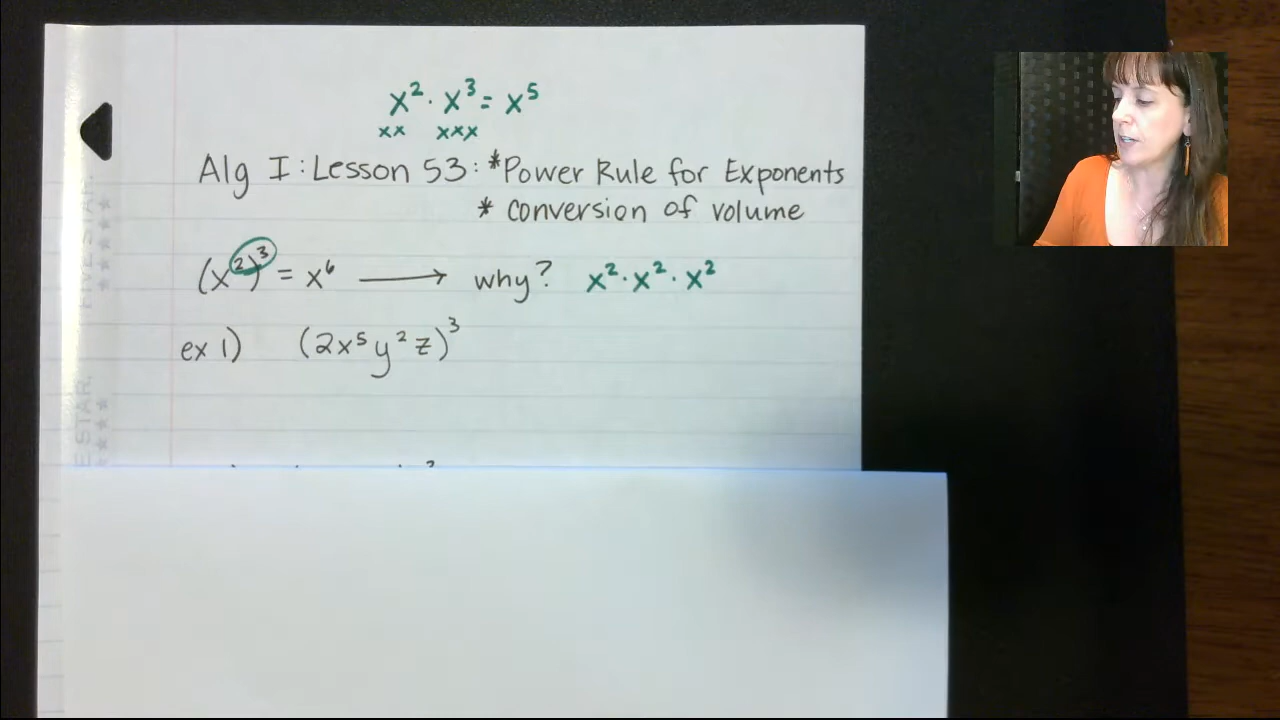 x² · x³ = x⁵
xx xxx
Alg I: Lesson 53: *Power Rule for Exponents
* conversion of volume
(x²)³ = x⁶ ⟶ why? x² · x² · x²
ex 1) (2x⁵y²z)³